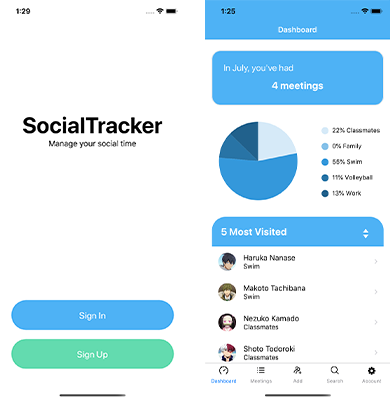 1:29
SocialTracker
Manage your social time
Sign In
Sign Up
1:25
Dashboard
In July, you've had
4 meetings
22% Classmates
0% Family
55% Swim
11% Volleyball
13% Work
5 Most Visited
Haruka Nanase
Swim
Makoto Tachibana
Swim
Nezuko Kamado
Classmates
Shoto Todoroki
Classmates
Dashboard
Meetings
Add
Search
Account